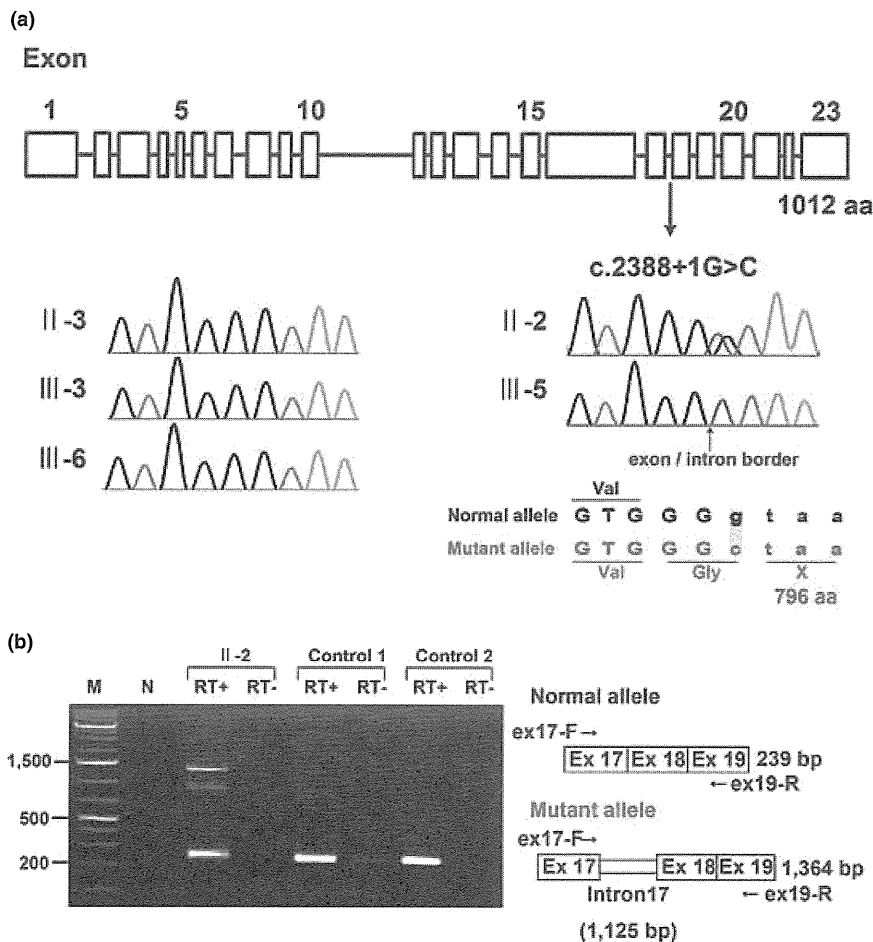 (a)
Exon
1 5 10 15 20 23
1012 aa
c.2388+1G>C
II-3
III-3
III-6
II-2
III-5
exon / intron border
Val
Normal allele G T G G G g t a a
Mutant allele G T G G G c t a a
Val Gly X
796 aa
(b)
II-2 Control 1 Control 2
M N RT+ RT- RT+ RT- RT+ RT-
1,500
500
200
Normal allele
ex17-F→
Ex 17 Ex 18 Ex 19 239 bp
←ex19-R
Mutant allele
ex17-F→
Ex 17 Ex 18 Ex 19 1,364 bp
Intron17 ←ex19-R
(1,125 bp)